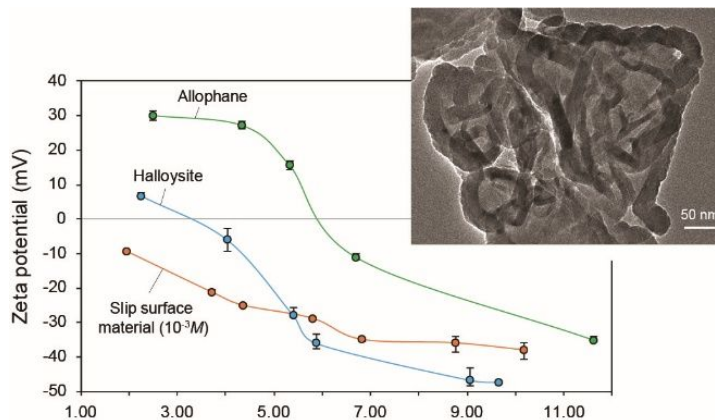 40
30
20
10
0
-10
-20
-30
-40
-50
Zeta potential (mV)
Allophane
Halloysite
Slip surface
material (10⁻³M)
50 nm
1.00
3.00
5.00
7.00
9.00
11.00